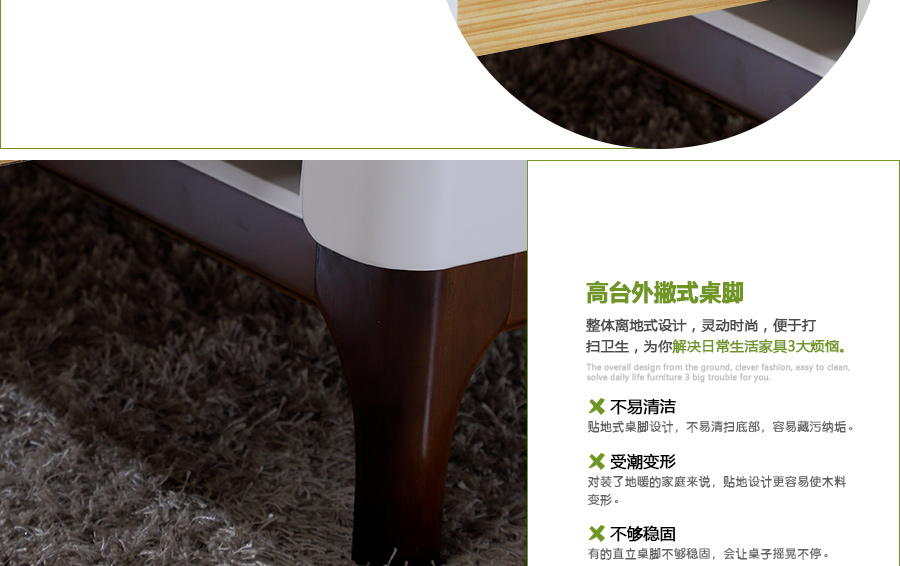 高台外撇式桌脚
整体离地式设计，灵动时尚，便于打
扫卫生，为你解决日常生活家具3大烦恼。
The overall design from the ground, clever fashion, easy to clean,
solve daily life furniture 3 big trouble for you.
不易清洁
贴地式桌脚设计，不易清扫底部，容易藏污纳垢。
受潮变形
对装了地暖的家庭来说，贴地设计更容易使木料
变形。
不够稳固
有的直立桌脚不够稳固，会让桌子摇晃不停。